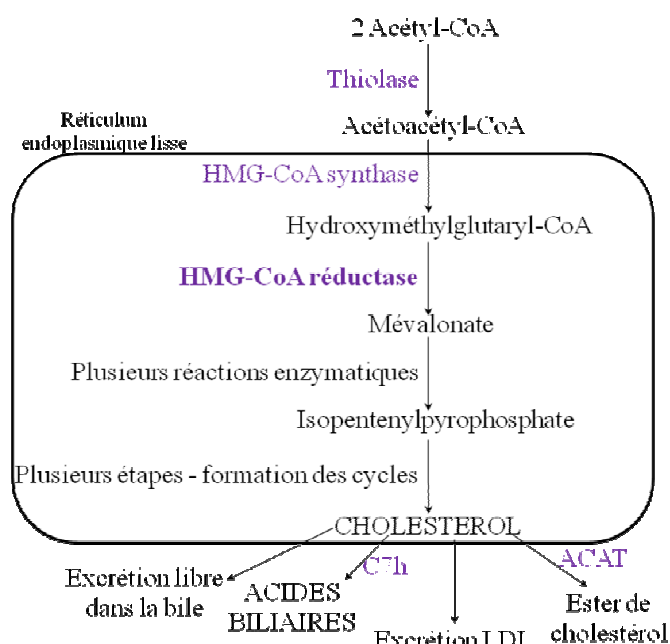 2 Acétyl-CoA
Thiolase
Acétoacétyl-CoA
Réticulum
endoplasmique lisse
HMG-CoA synthase
Hydroxyméthylglutaryl-CoA
HMG-CoA réductase
Mévalonate
Plusieurs réactions enzymatiques
Isopentenylpyrophosphate
Plusieurs étapes - formation des cycles
CHOLESTEROL
C7h
ACAT
Excrétion libre
dans la bile
ACIDES
BILIAIRES
Excrétion LDL
Ester de
cholestérol